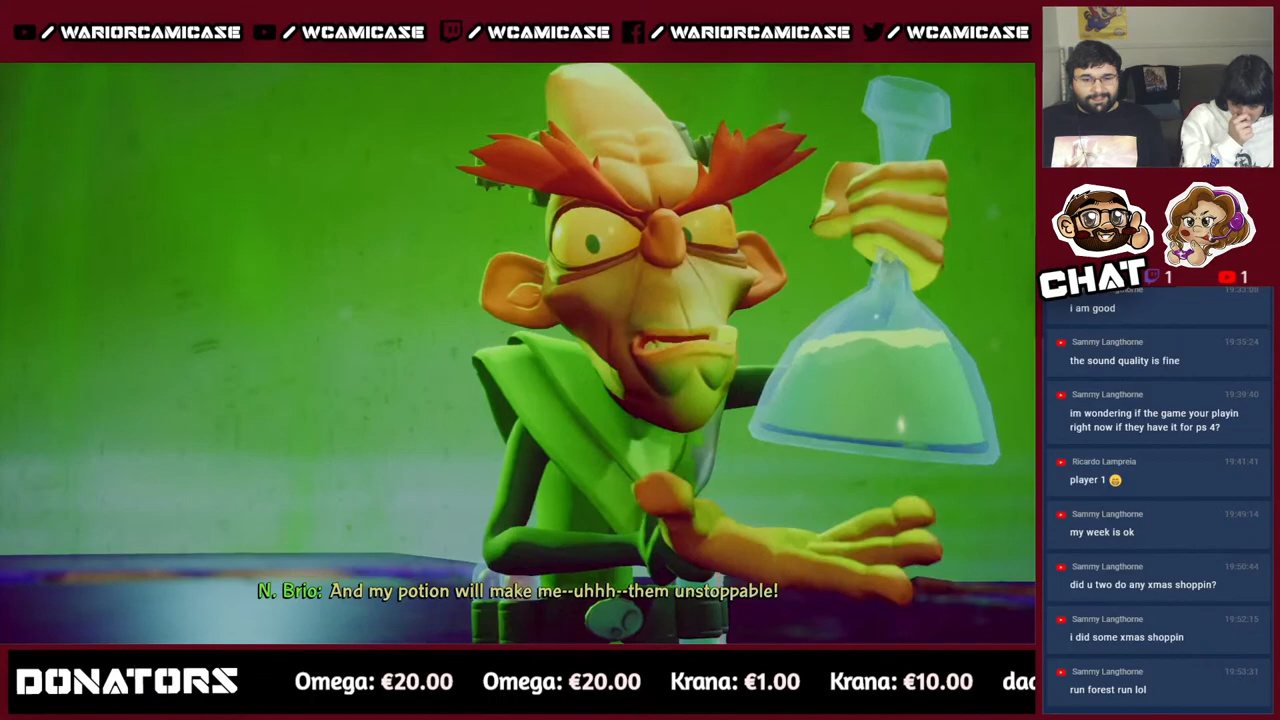 / WARIORCAMICASE / WCAMICASE / WCAMICASE / WARIORCAMICASE / WCAMICASE
CHAT 1 1
i am good
Sammy Langthorne 19:35:24
the sound quality is fine
Sammy Langthorne 19:39:40
im wondering if the game your playin
right now if they have it for ps 4?
Ricardo Lampreia 19:41:41
player 1 😁
Sammy Langthorne 19:49:14
my week is ok
Sammy Langthorne 19:50:44
did u two do any xmas shoppin?
Sammy Langthorne 19:52:15
i did some xmas shoppin
Sammy Langthorne 19:53:31
run forest run lol
N. Brio: And my potion will make me--uhhh--them unstoppable!
DONATORS Omega: €20.00 Omega: €20.00 Krana: €1.00 Krana: €10.00